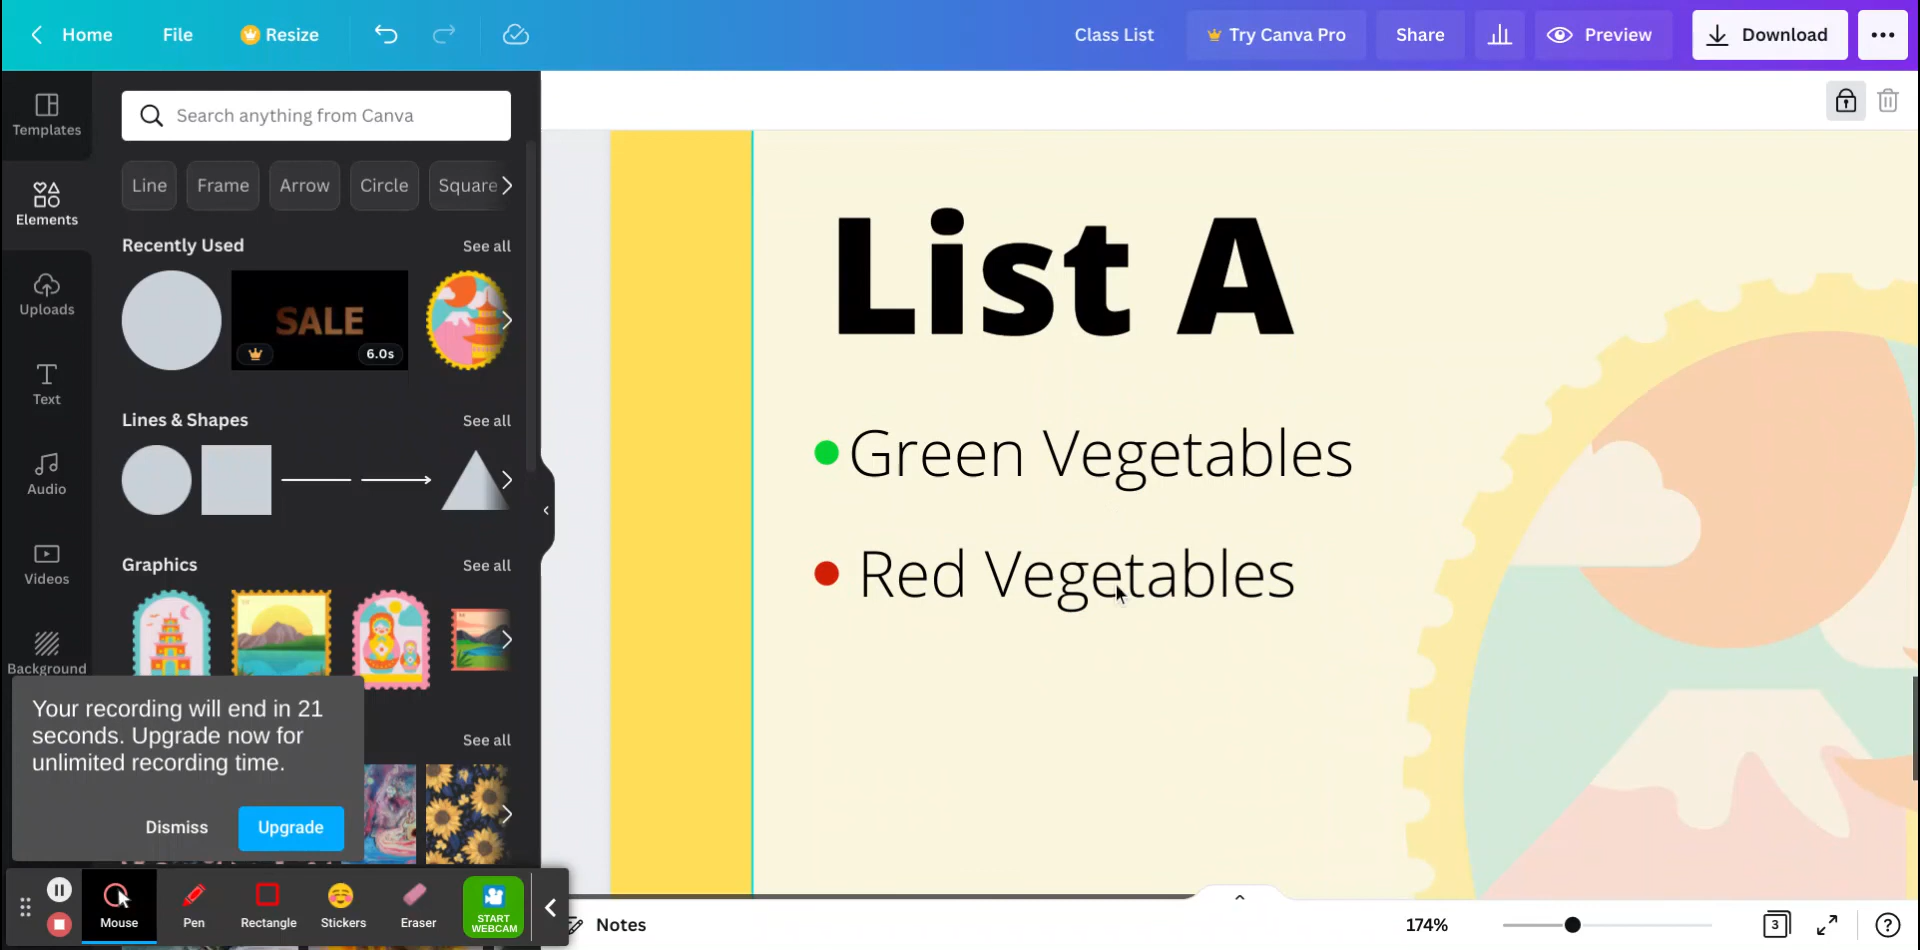 Home File Resize Class List Try Canva Pro Share Preview Download
Templates
Elements
Uploads
Text
Audio
Videos
Background
Search anything from Canva
Line Frame Arrow Circle Square
Recently Used See all
SALE
6.0s
Lines & Shapes See all
Graphics See all
See all
List A
Green Vegetables
Red Vegetables
Your recording will end in 21
seconds. Upgrade now for
unlimited recording time.
Dismiss Upgrade
Mouse Pen Rectangle Stickers Eraser START
WEBCAM
Notes 174% 3